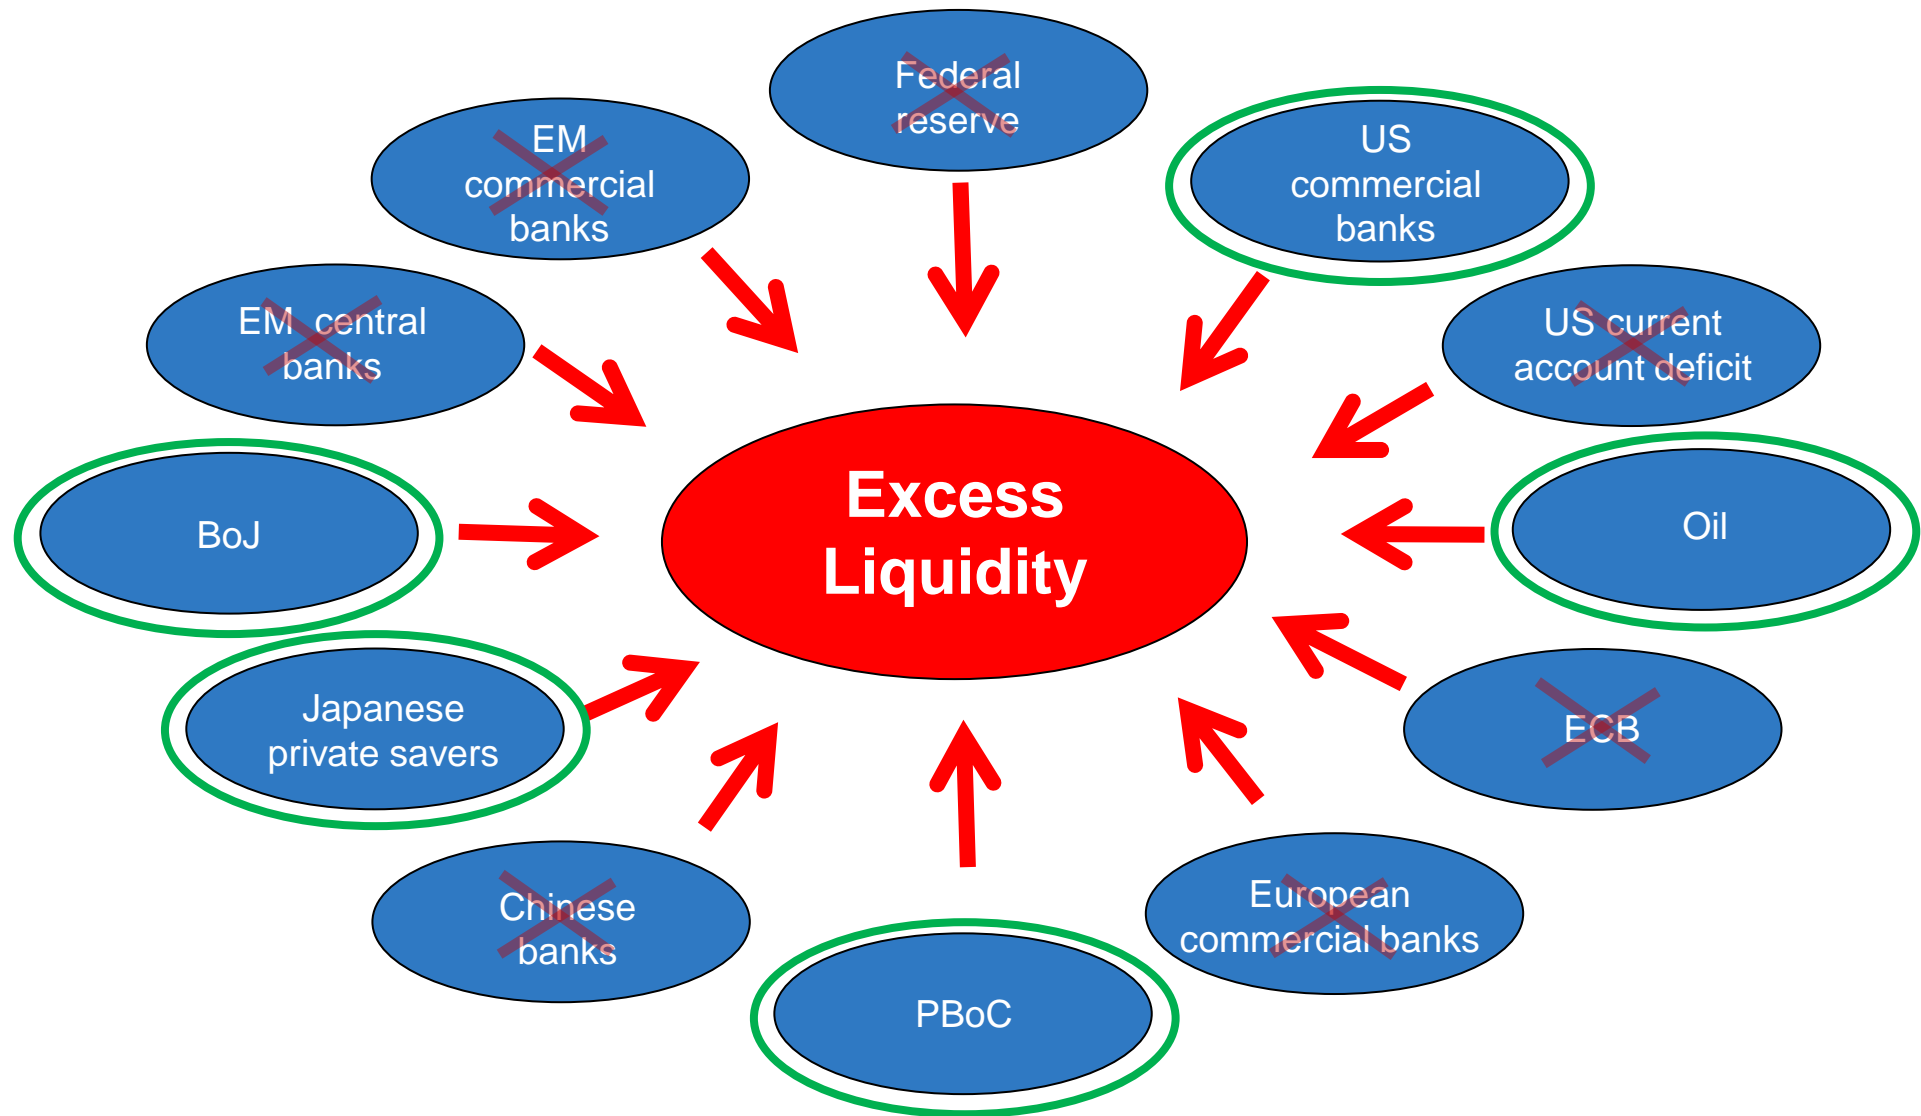 Federal
reserve
EM
commercial
banks
US
commercial
banks
EM central
banks
US current
account deficit
Excess
Liquidity
BoJ
Oil
Japanese
private savers
ECB
Chinese
banks
European
commercial banks
PBoC